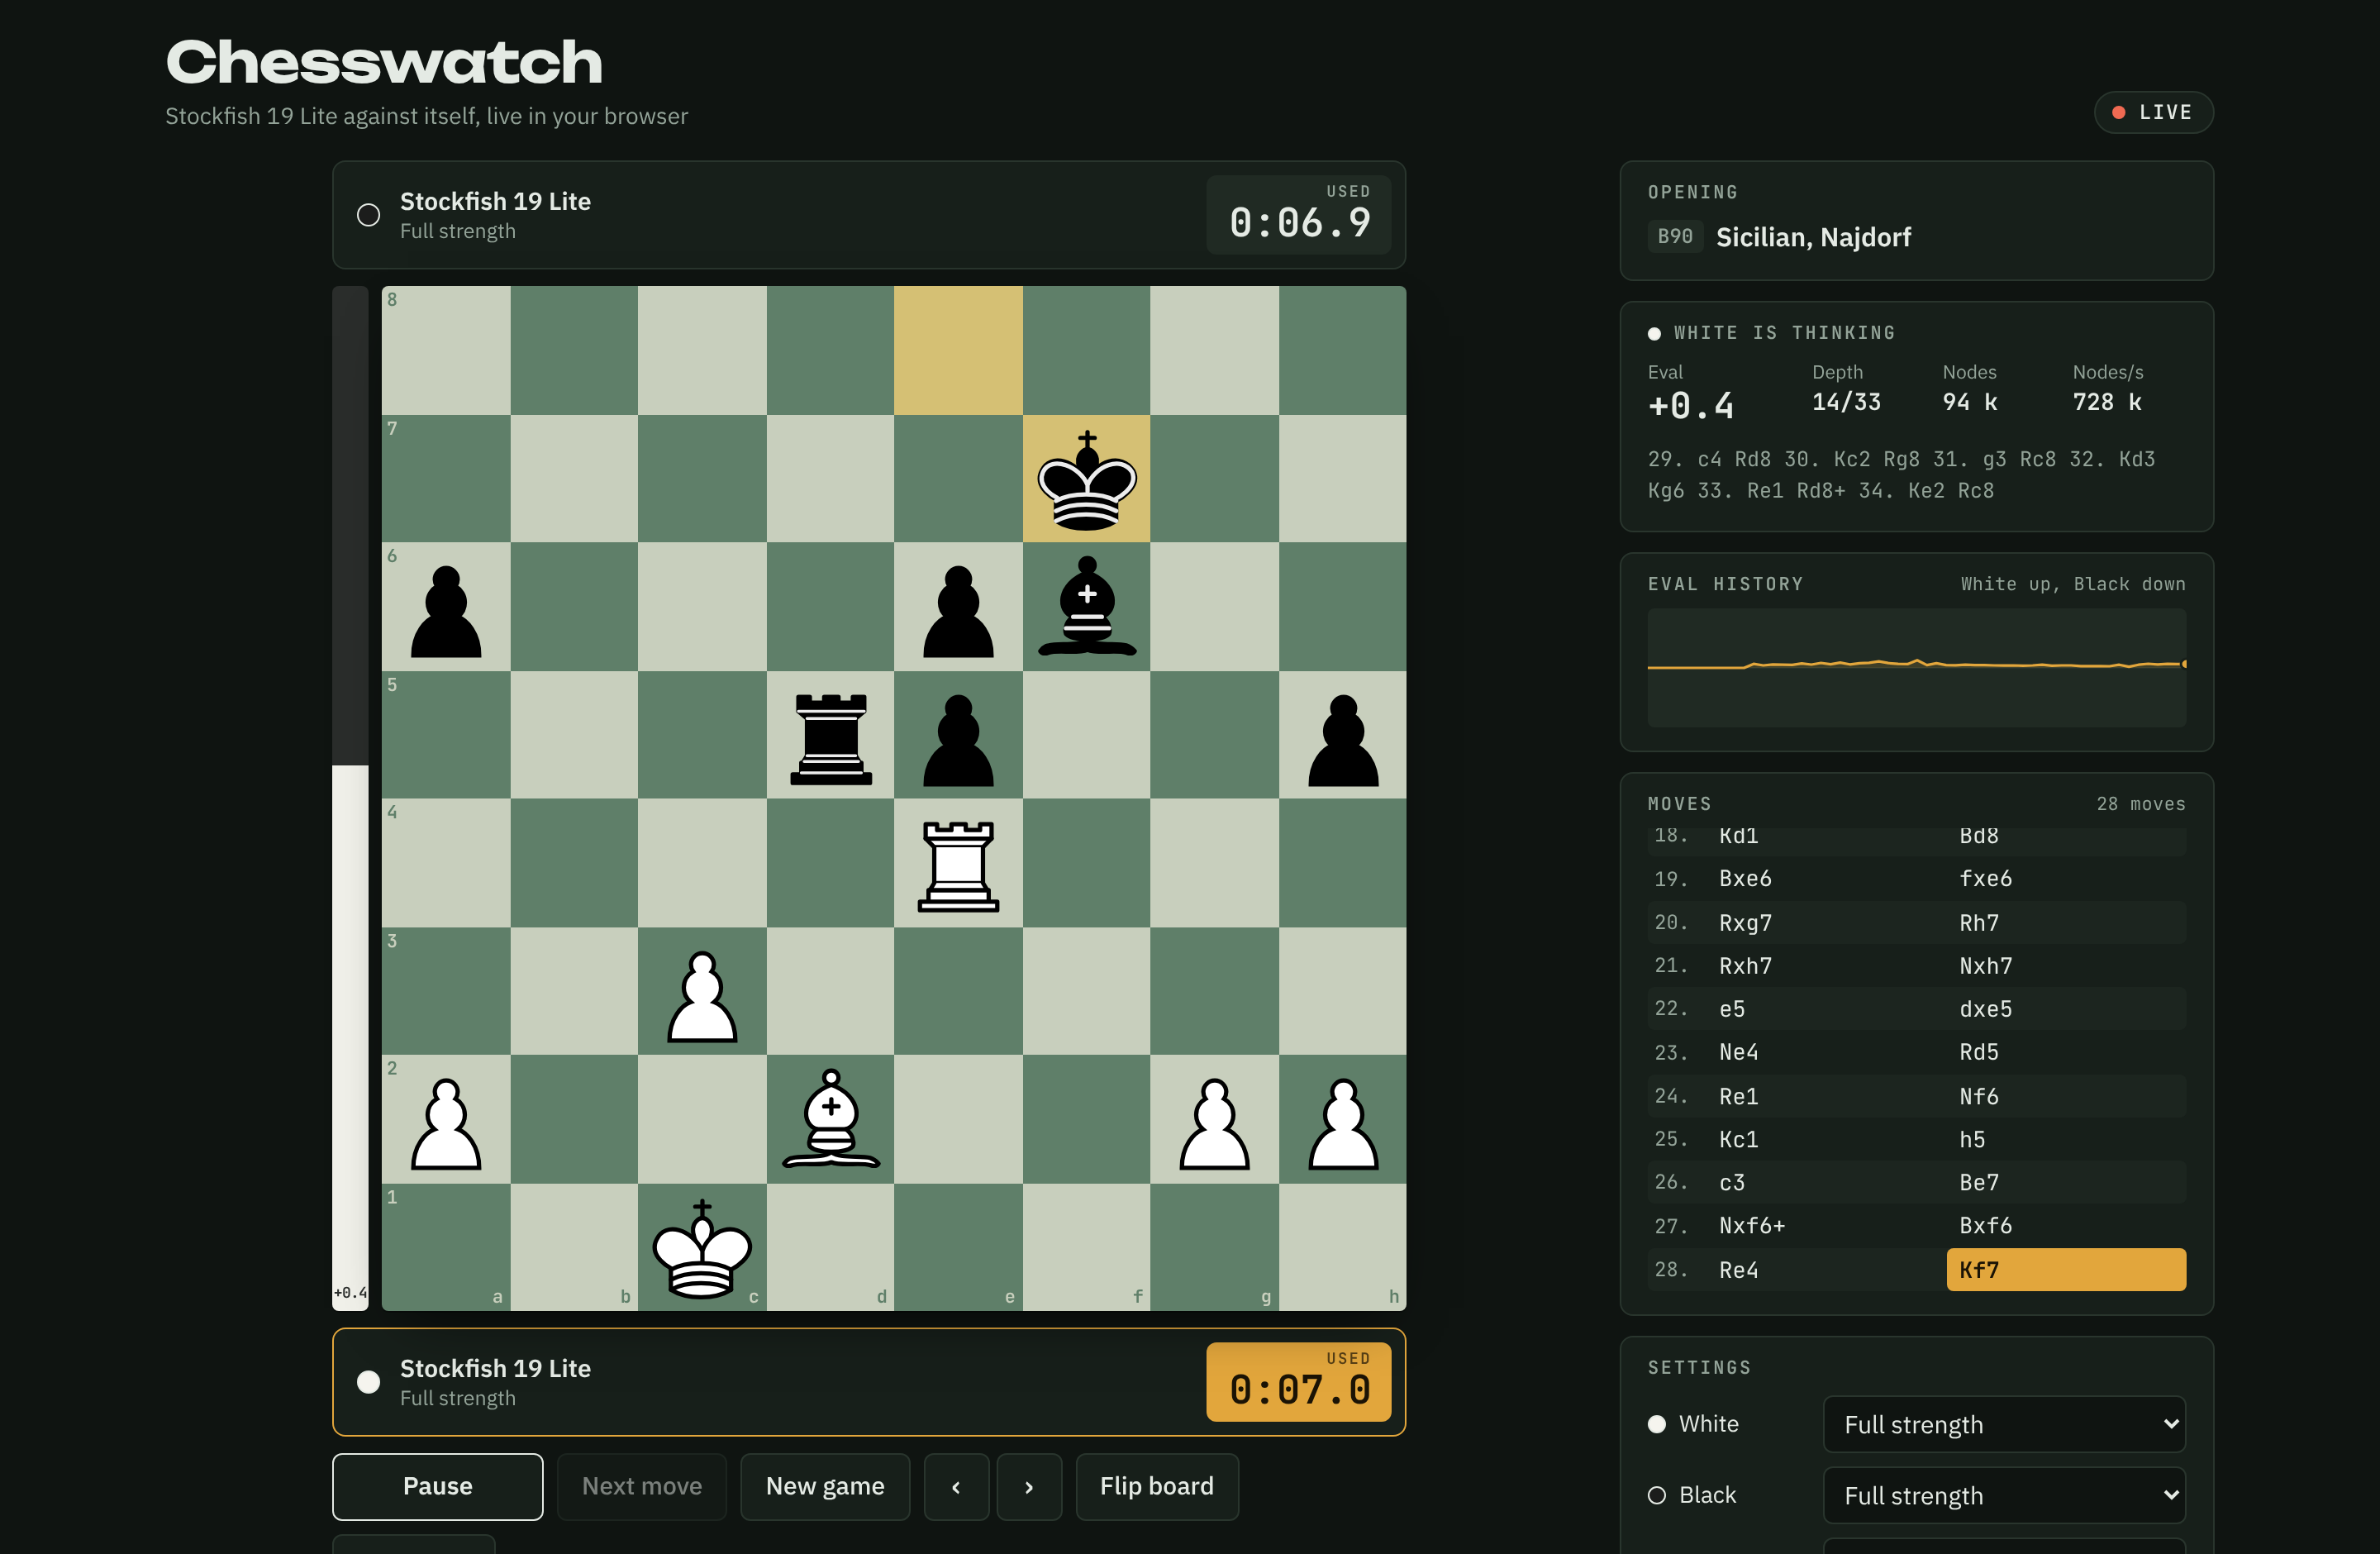 Chesswatch
Stockfish 19 Lite against itself, live in your browser
LIVE
Stockfish 19 Lite
Full strength
USED
0:06.9
8
7
6
5
4
3
2
1
a b c d e f g h
+0.4
Stockfish 19 Lite
Full strength
USED
0:07.0
Pause Next move New game ‹ › Flip board
OPENING
B90 Sicilian, Najdorf
WHITE IS THINKING
Eval Depth Nodes Nodes/s
+0.4 14/33 94 k 728 k
29. c4 Rd8 30. Kc2 Rg8 31. g3 Rc8 32. Kd3
Kg6 33. Re1 Rd8+ 34. Ke2 Rc8
EVAL HISTORY White up, Black down
MOVES 28 moves
18. Kd1 Bd8
19. Bxe6 fxe6
20. Rxg7 Rh7
21. Rxh7 Nxh7
22. e5 dxe5
23. Ne4 Rd5
24. Re1 Nf6
25. Kc1 h5
26. c3 Be7
27. Nxf6+ Bxf6
28. Re4 Kf7
SETTINGS
White Full strength
Black Full strength